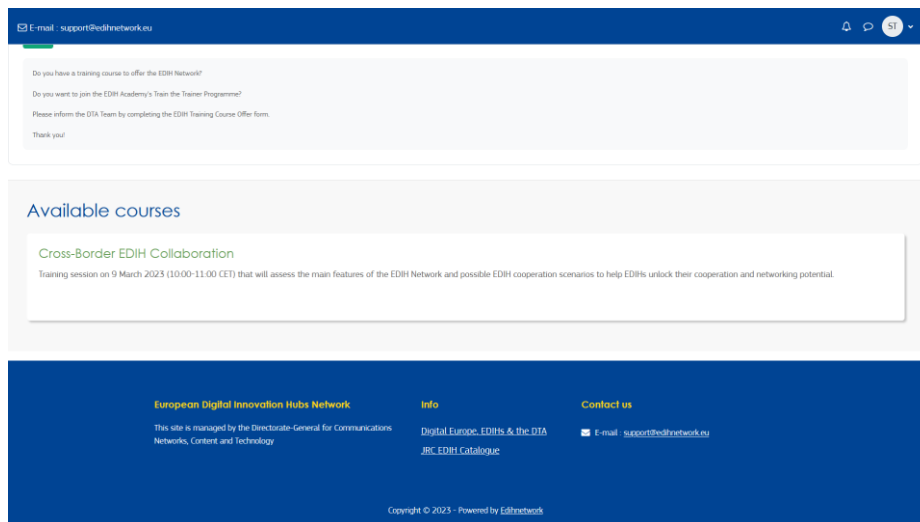 E-mail : support@edihnetwork.eu
ST
Do you have a training course to offer the EDIH Network?
Do you want to join the EDIH Academy's Train the Trainer Programme?
Please inform the DTA Team by completing the EDIH Training Course Offer form.
Thank you!
Available courses
Cross-Border EDIH Collaboration
Training session on 9 March 2023 (10:00-11:00 CET) that will assess the main features of the EDIH Network and possible EDIH cooperation scenarios to help EDIHs unlock their cooperation and networking potential.
European Digital Innovation Hubs Network
This site is managed by the Directorate-General for Communications
Networks, Content and Technology
Info
Digital Europe, EDIHs & the DTA
JRC EDIH Catalogue
Contact us
E-mail : support@edihnetwork.eu
Copyright © 2023 - Powered by Edihnetwork